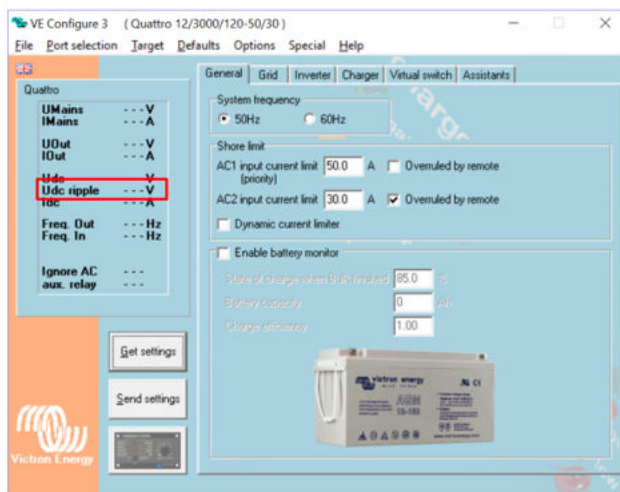 VE Configure 3 ( Quattro 12/3000/120-50/30 )
File Port selection Target Defaults Options Special Help
Quattro
UMains - - - V
IMains - - - A
UOut - - - V
IOut - - - A
Udc - - - V
Udc ripple - - - V
Idc - - - A
Freq. Out - - - Hz
Freq. In - - - Hz
Ignore AC - - -
aux. relay - - -
Get settings
Send settings
Victron Energy
General Grid Inverter Charger Virtual switch Assistants
System frequency
50Hz 60Hz
Shore limit
AC1 input current limit 50.0 A Overruled by remote
(priority)
AC2 input current limit 30.0 A Overruled by remote
Dynamic current limiter
Enable battery monitor
State of charge when Bulk finished 85.0 %
Battery capacity 0 Ah
Charge efficiency 1.00
victron energy
AGM